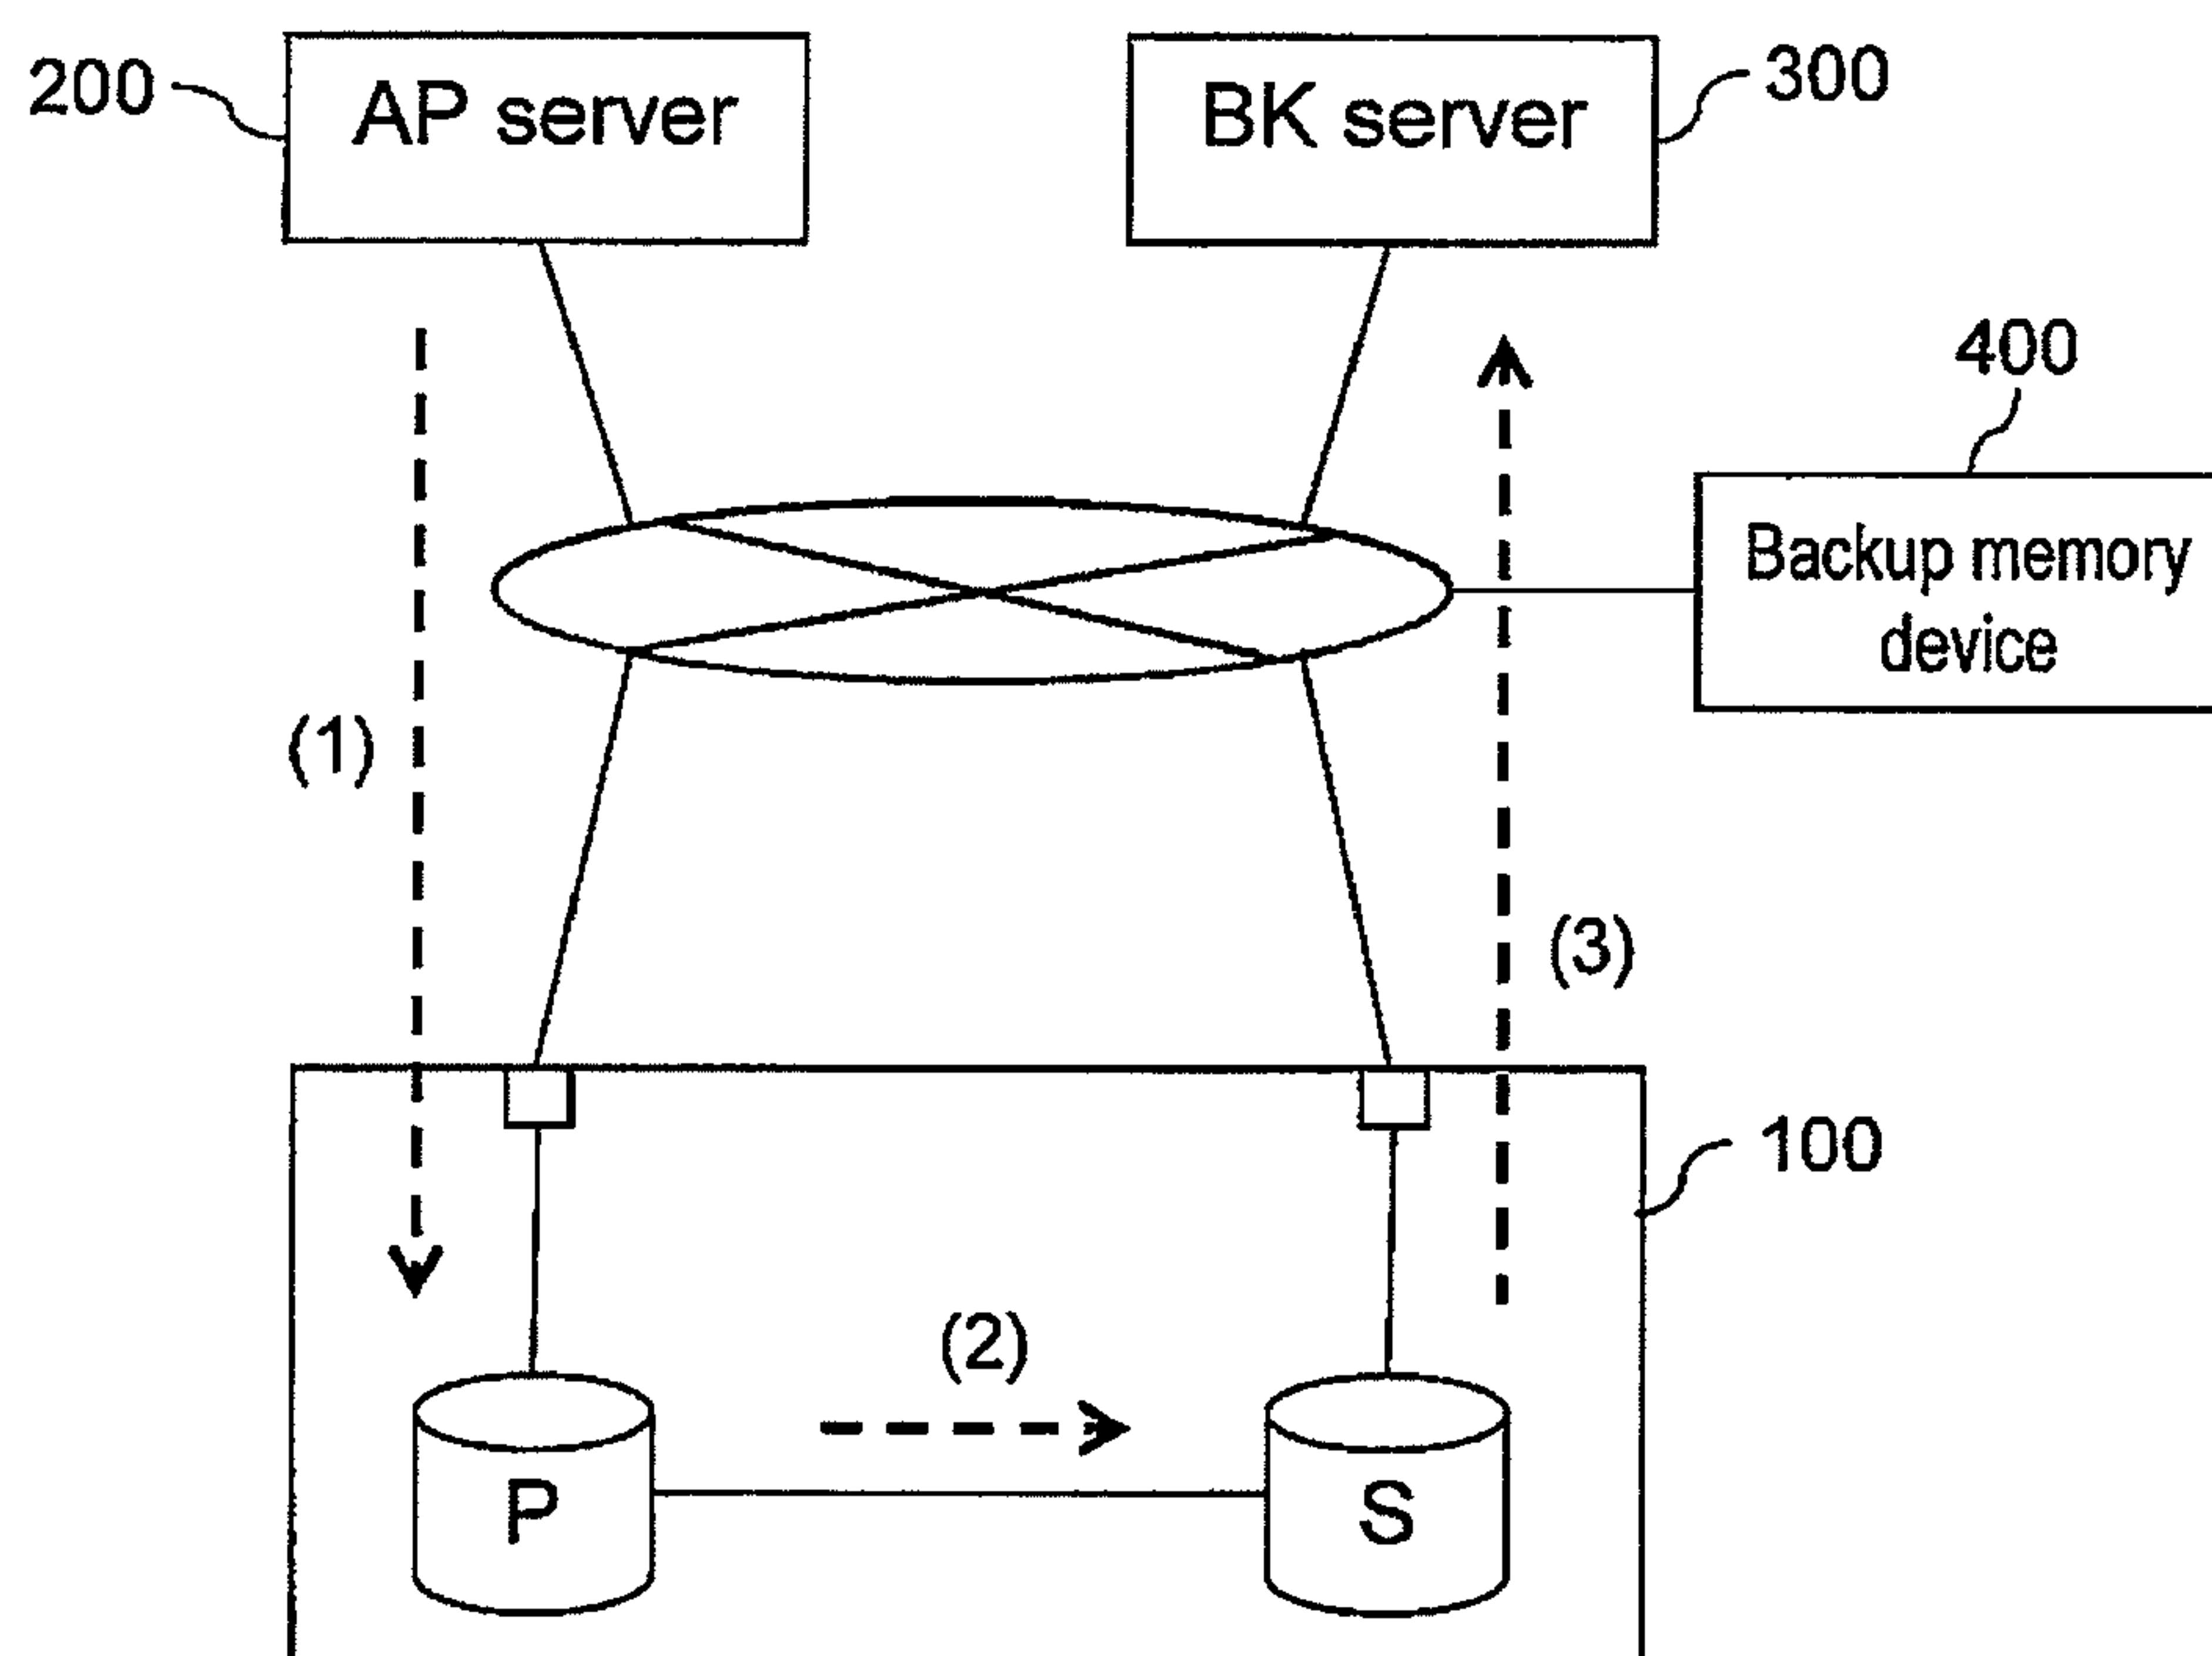 200
AP server
BK server
300
400
Backup memory
device
(1)
(3)
100
(2)
P
S